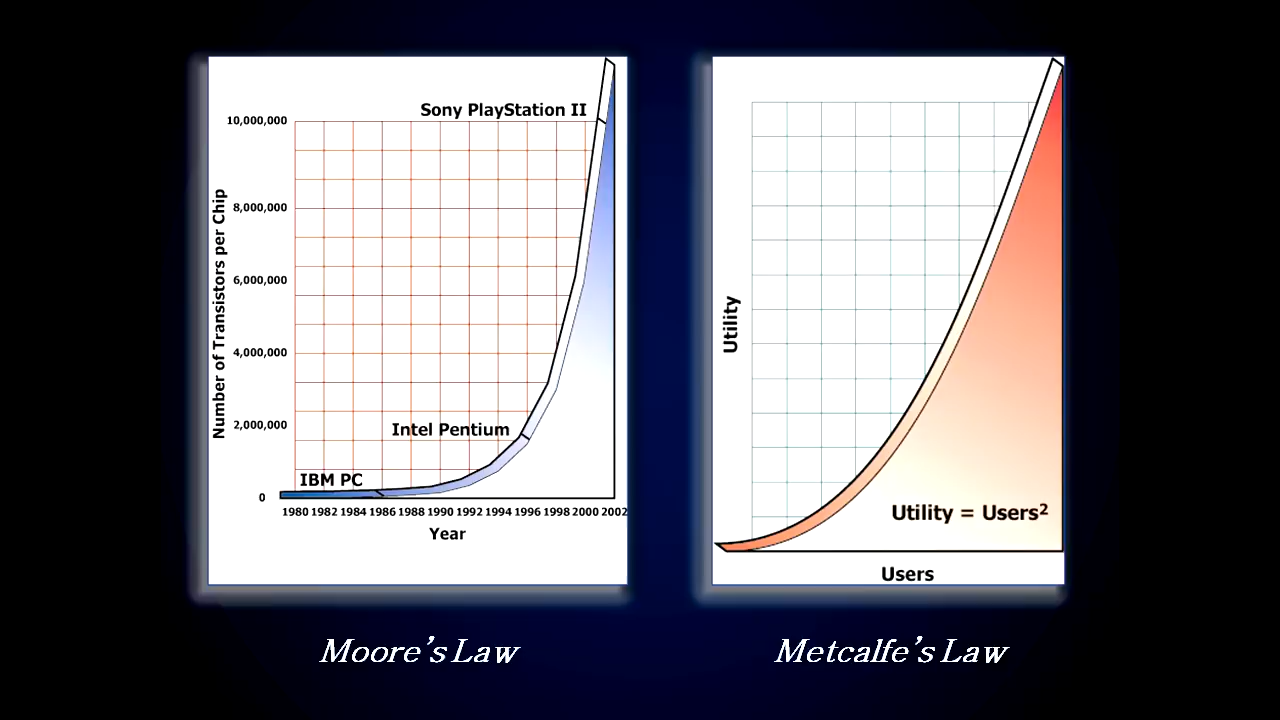 Sony PlayStation II
10,000,000
8,000,000
6,000,000
4,000,000
2,000,000
0
Number of Transistors per Chip
Intel Pentium
IBM PC
1980 1982 1984 1986 1988 1990 1992 1994 1996 1998 2000 2002
Year
Moore's Law
Utility
Utility = Users²
Users
Metcalfe's Law